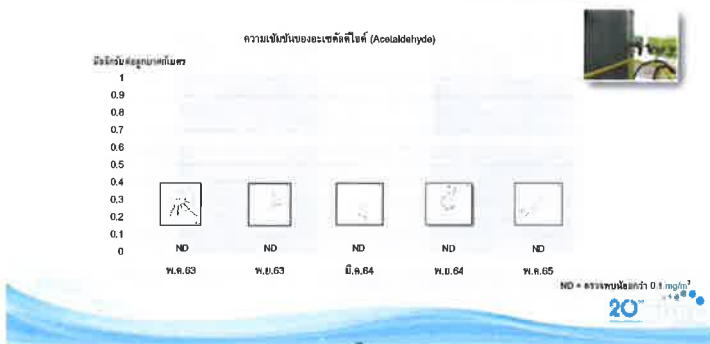 ความเข้มข้นของอะเซตัลดีไฮด์ (Acetaldehyde)
มิลลิกรัมต่อลูกบาศก์เมตร
1
0.9
0.8
0.7
0.6
0.5
0.4
0.3
0.2
0.1
0
ND ND ND ND ND
พ.ค.63 พ.ย.63 มี.ค.64 พ.ย.64 พ.ค.65
ND = ตรวจพบน้อยกว่า 0.1 mg/m³
20